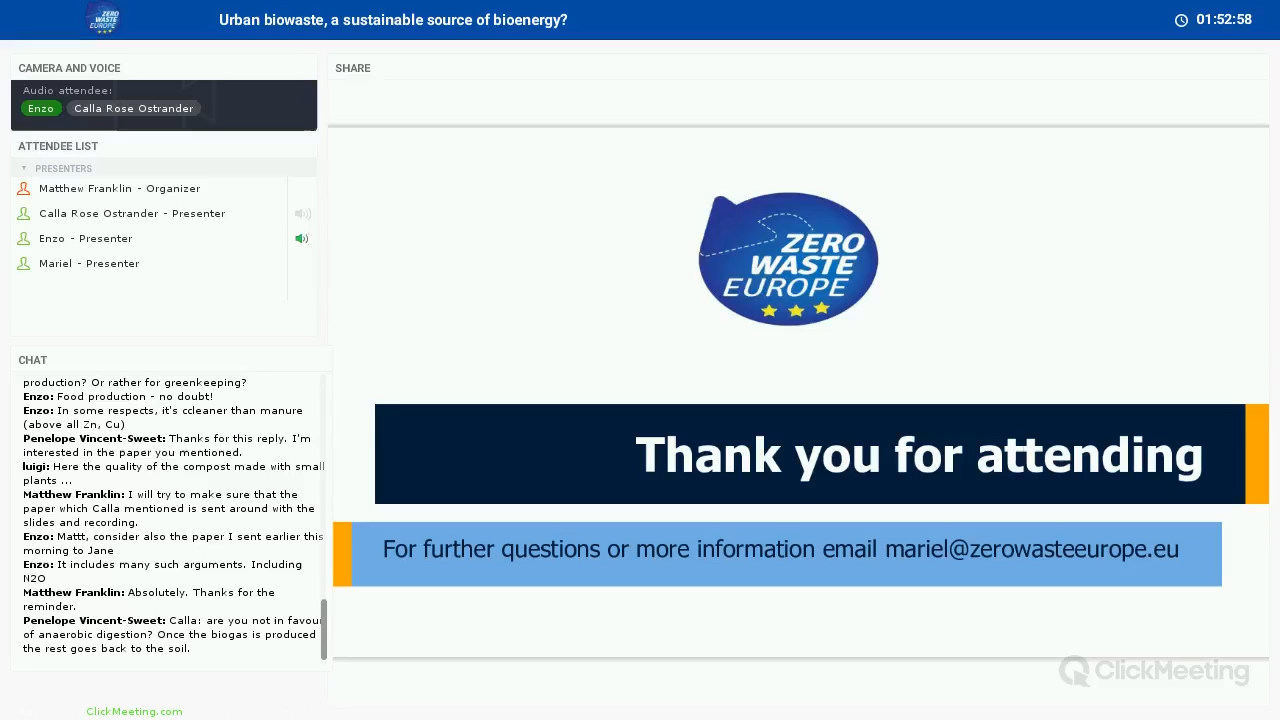 ZERO
WASTE
EUROPE
Urban biowaste, a sustainable source of bioenergy?
01:52:58
CAMERA AND VOICE
Audio attendee:
Enzo
Calla Rose Ostrander
ATTENDEE LIST
PRESENTERS
Matthew Franklin - Organizer
Calla Rose Ostrander - Presenter
Enzo - Presenter
Mariel - Presenter
CHAT
production? Or rather for greenkeeping?
Enzo: Food production - no doubt!
Enzo: In some respects, it's ccleaner than manure
(above all Zn, Cu)
Penelope Vincent-Sweet: Thanks for this reply. I'm
interested in the paper you mentioned.
luigi: Here the quality of the compost made with small
plants ...
Matthew Franklin: I will try to make sure that the
paper which Calla mentioned is sent around with the
slides and recording.
Enzo: Mattt, consider also the paper I sent earlier this
morning to Jane
Enzo: It includes many such arguments. Including
N2O
Matthew Franklin: Absolutely. Thanks for the
reminder.
Penelope Vincent-Sweet: Calla: are you not in favour
of anaerobic digestion? Once the biogas is produced
the rest goes back to the soil.
ClickMeeting.com
SHARE
ZERO
WASTE
EUROPE
Thank you for attending
For further questions or more information email mariel@zerowasteeurope.eu
ClickMeeting